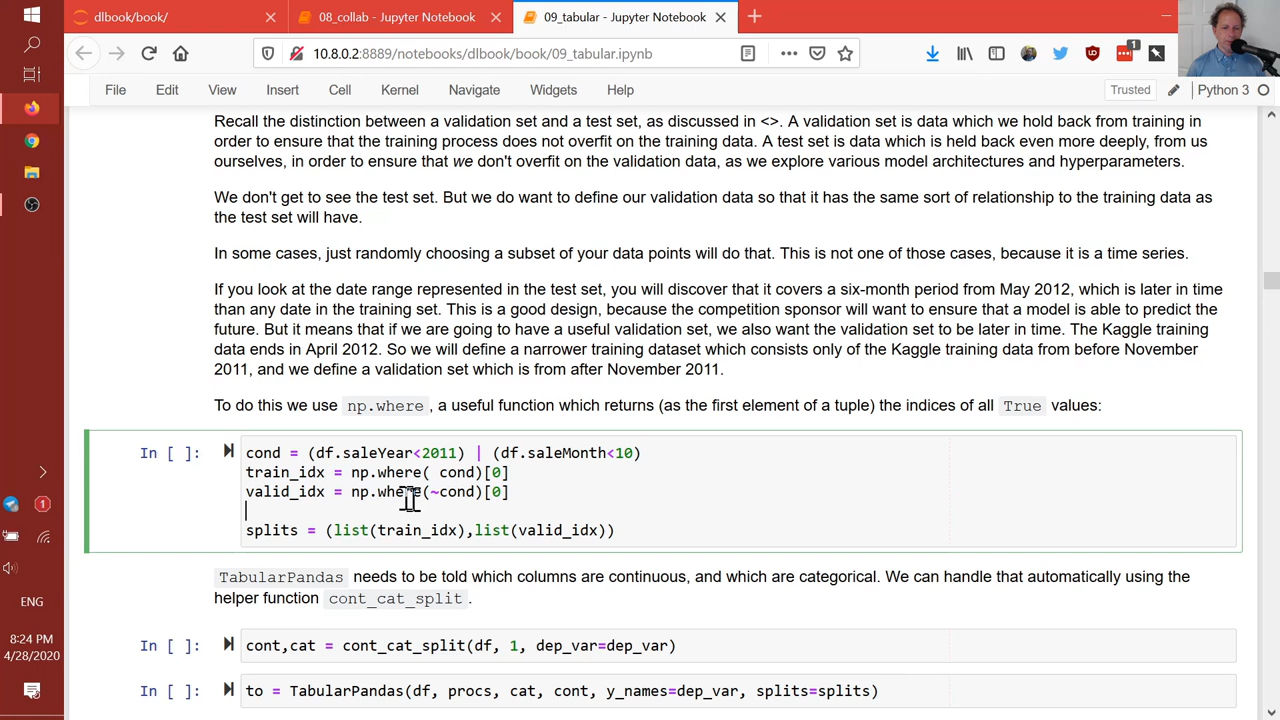 dlbook/book/
08_collab - Jupyter Notebook
09_tabular - Jupyter Notebook
10.8.0.2:8889/notebooks/dlbook/book/09_tabular.ipynb
1
File Edit View Insert Cell Kernel Navigate Widgets Help
Trusted
Python 3
Recall the distinction between a validation set and a test set, as discussed in <>. A validation set is data which we hold back from training in
order to ensure that the training process does not overfit on the training data. A test set is data which is held back even more deeply, from us
ourselves, in order to ensure that we don't overfit on the validation data, as we explore various model architectures and hyperparameters.
We don't get to see the test set. But we do want to define our validation data so that it has the same sort of relationship to the training data as
the test set will have.
In some cases, just randomly choosing a subset of your data points will do that. This is not one of those cases, because it is a time series.
If you look at the date range represented in the test set, you will discover that it covers a six-month period from May 2012, which is later in time
than any date in the training set. This is a good design, because the competition sponsor will want to ensure that a model is able to predict the
future. But it means that if we are going to have a useful validation set, we also want the validation set to be later in time. The Kaggle training
data ends in April 2012. So we will define a narrower training dataset which consists only of the Kaggle training data from before November
2011, and we define a validation set which is from after November 2011.
To do this we use np.where , a useful function which returns (as the first element of a tuple) the indices of all True values:
In [ ]: cond = (df.saleYear<2011) | (df.saleMonth<10)
train_idx = np.where( cond)[0]
valid_idx = np.where(~cond)[0]
splits = (list(train_idx),list(valid_idx))
TabularPandas needs to be told which columns are continuous, and which are categorical. We can handle that automatically using the
helper function cont_cat_split .
In [ ]: cont,cat = cont_cat_split(df, 1, dep_var=dep_var)
In [ ]: to = TabularPandas(df, procs, cat, cont, y_names=dep_var, splits=splits)
1
ENG
8:24 PM
4/28/2020